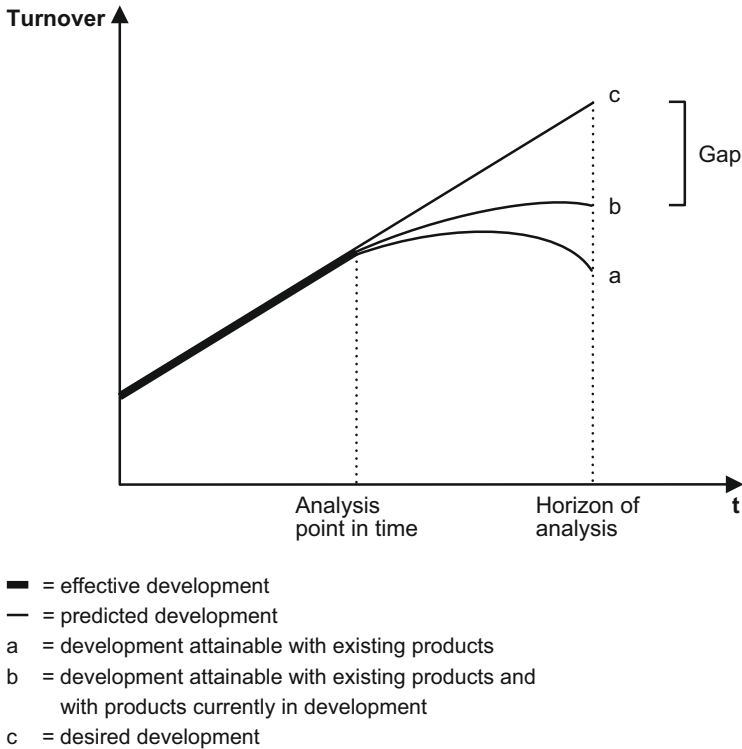 Turnover
c
Gap
b
a
Analysis
point in time
Horizon of
analysis
t
= effective development
= predicted development
a = development attainable with existing products
b = development attainable with existing products and
with products currently in development
c = desired development